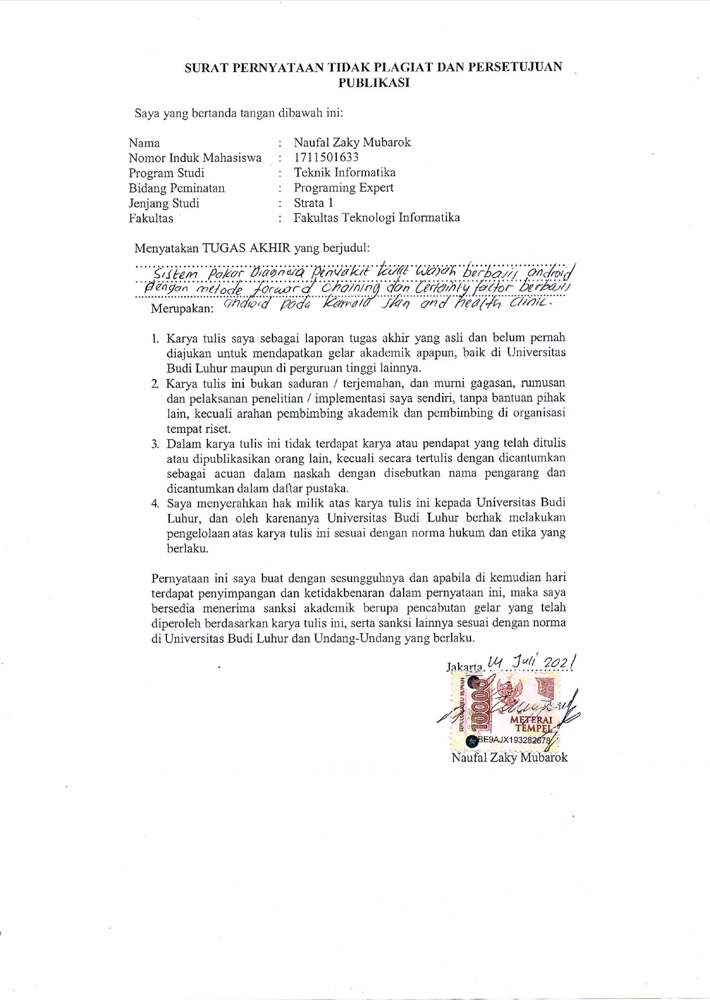 SURAT PERNYATAAN TIDAK PLAGIAT DAN PERSETUJUAN
PUBLIKASI
Saya yang bertanda tangan dibawah ini:
Nama : Naufal Zaky Mubarok
Nomor Induk Mahasiswa : 1711501633
Program Studi : Teknik Informatika
Bidang Peminatan : Programing Expert
Jenjang Studi : Strata 1
Fakultas : Fakultas Teknologi Informatika
Menyatakan TUGAS AKHIR yang berjudul:
Sistem Pakar Diagnosa Penyakit kulit Wajah berbasis android
dengan metode forward Chaining dan Certainty factor berbasis
Merupakan: android pada Kamala skin and health Clinic.
1. Karya tulis saya sebagai laporan tugas akhir yang asli dan belum pernah
diajukan untuk mendapatkan gelar akademik apapun, baik di Universitas
Budi Luhur maupun di perguruan tinggi lainnya.
2. Karya tulis ini bukan saduran / terjemahan, dan murni gagasan, rumusan
dan pelaksanan penelitian / implementasi saya sendiri, tanpa bantuan pihak
lain, kecuali arahan pembimbing akademik dan pembimbing di organisasi
tempat riset.
3. Dalam karya tulis ini tidak terdapat karya atau pendapat yang telah ditulis
atau dipublikasikan orang lain, kecuali secara tertulis dengan dicantumkan
sebagai acuan dalam naskah dengan disebutkan nama pengarang dan
dicantumkan dalam daftar pustaka.
4. Saya menyerahkan hak milik atas karya tulis ini kepada Universitas Budi
Luhur, dan oleh karenanya Universitas Budi Luhur berhak melakukan
pengelolaan atas karya tulis ini sesuai dengan norma hukum dan etika yang
berlaku.
Pernyataan ini saya buat dengan sesungguhnya dan apabila di kemudian hari
terdapat penyimpangan dan ketidakbenaran dalam pernyataan ini, maka saya
bersedia menerima sanksi akademik berupa pencabutan gelar yang telah
diperoleh berdasarkan karya tulis ini, serta sanksi lainnya sesuai dengan norma
di Universitas Budi Luhur dan Undang-Undang yang berlaku.
Jakarta, 14 Juli 2021
SEPULUH RIBU RUPIAH
10000
METERAI
TEMPEL
BE9AJX193282678
Naufal Zaky Mubarok